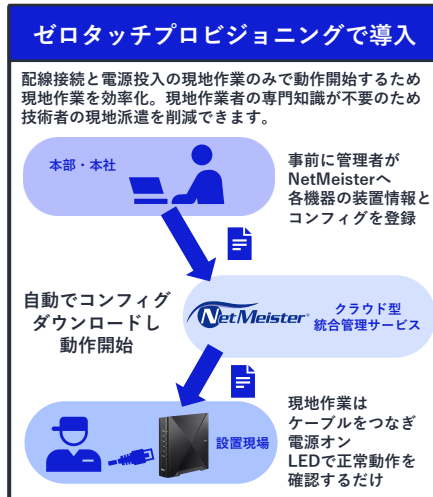 ゼロタッチプロビジョニングで導入
配線接続と電源投入の現地作業のみで動作開始するため
現地作業を効率化。現地作業者の専門知識が不要のため
技術者の現地派遣を削減できます。
本部・本社
事前に管理者が
NetMeisterへ
各機器の装置情報と
コンフィグを登録
自動でコンフィグ
ダウンロードし
動作開始
NetMeister®
クラウド型
統合管理サービス
設置現場
現地作業は
ケーブルをつなぎ
電源オン
LEDで正常動作を
確認するだけ